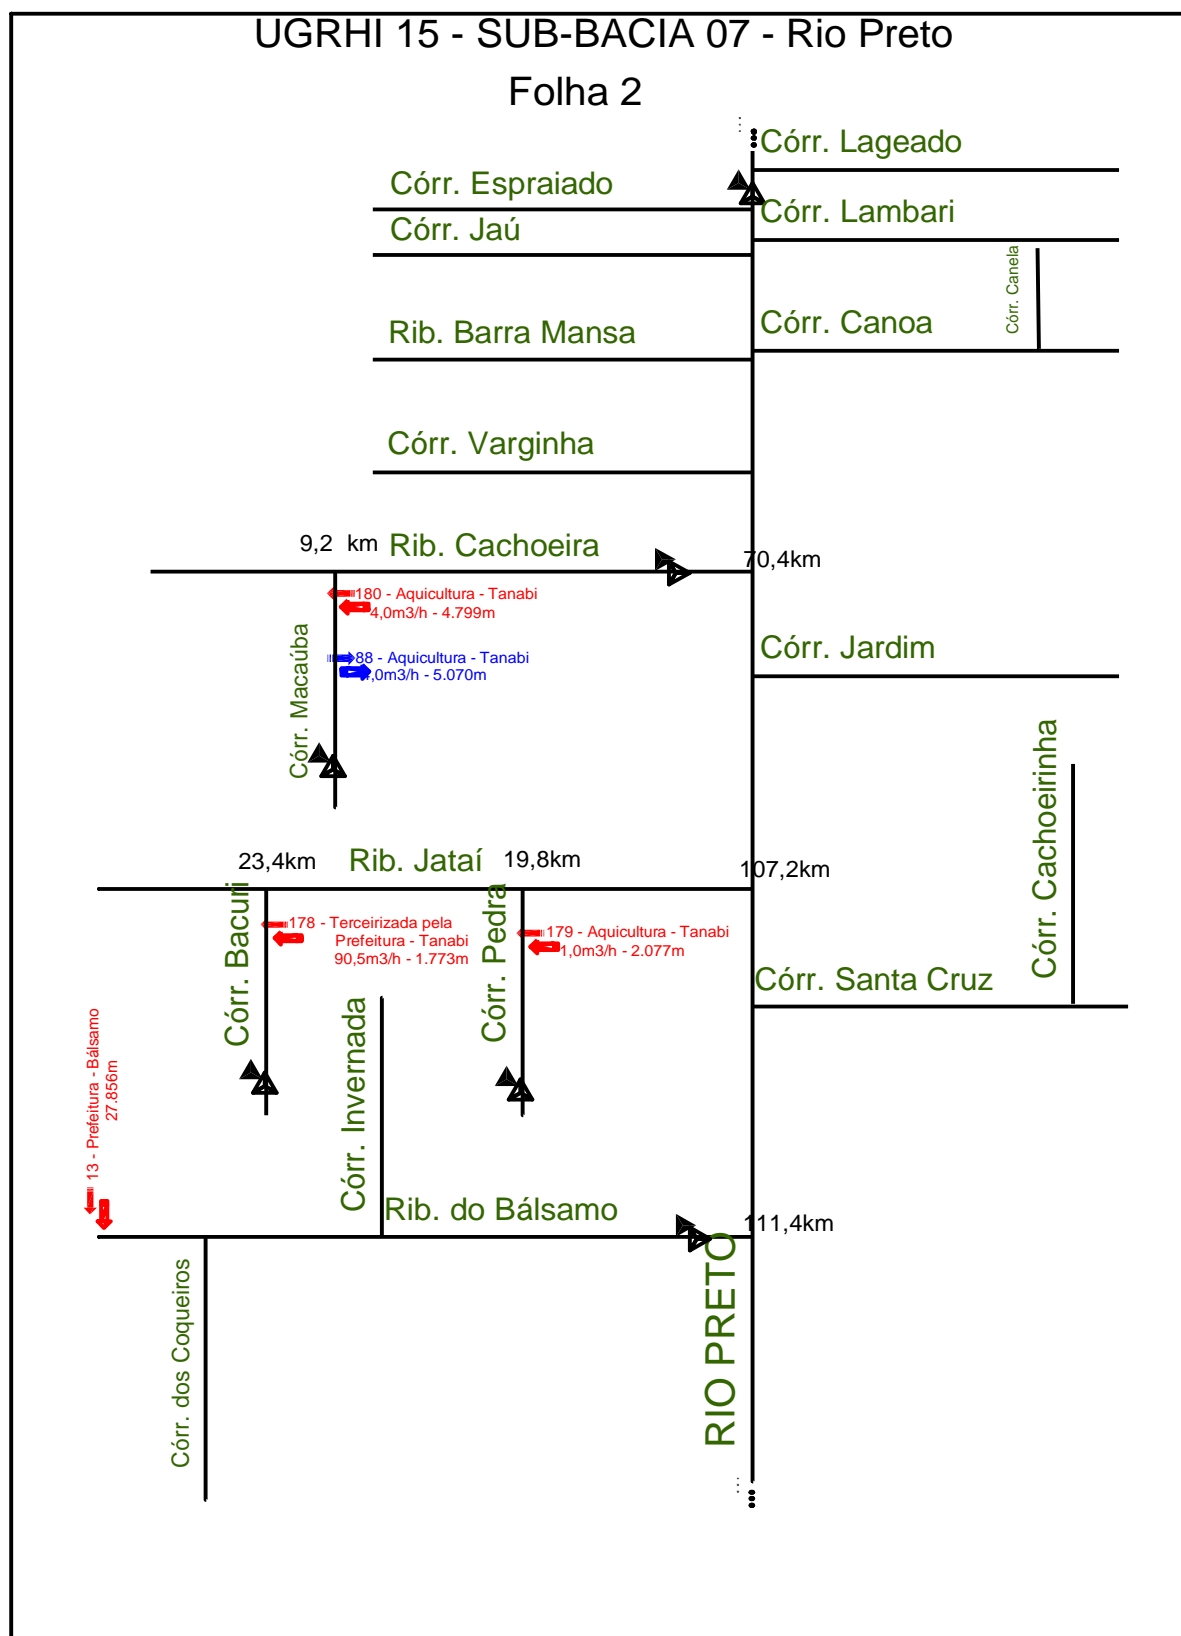 UGRHI 15 - SUB-BACIA 07 - Rio Preto
Folha 2
Córr. Lageado
Córr. Espraiado
Córr. Lambari
Córr. Jaú
Córr. Canela
Rib. Barra Mansa
Córr. Canoa
Córr. Varginha
9,2 km
Rib. Cachoeira
70,4km
180 - Aquicultura - Tanabi
4,0m3/h - 4.799m
Córr. Macaúba
88 - Aquicultura - Tanabi
4,0m3/h - 5.070m
Córr. Jardim
Córr. Cachoeirinha
23,4km
Rib. Jataí
19,8km
107,2km
Córr. Bacuri
178 - Terceirizada pela
Prefeitura - Tanabi
90,5m3/h - 1.773m
Córr. Pedra
179 - Aquicultura - Tanabi
1,0m3/h - 2.077m
Córr. Santa Cruz
13 - Prefeitura - Bálsamo
27.856m
Córr. Invernada
Rib. do Bálsamo
111,4km
RIO PRETO
Córr. dos Coqueiros